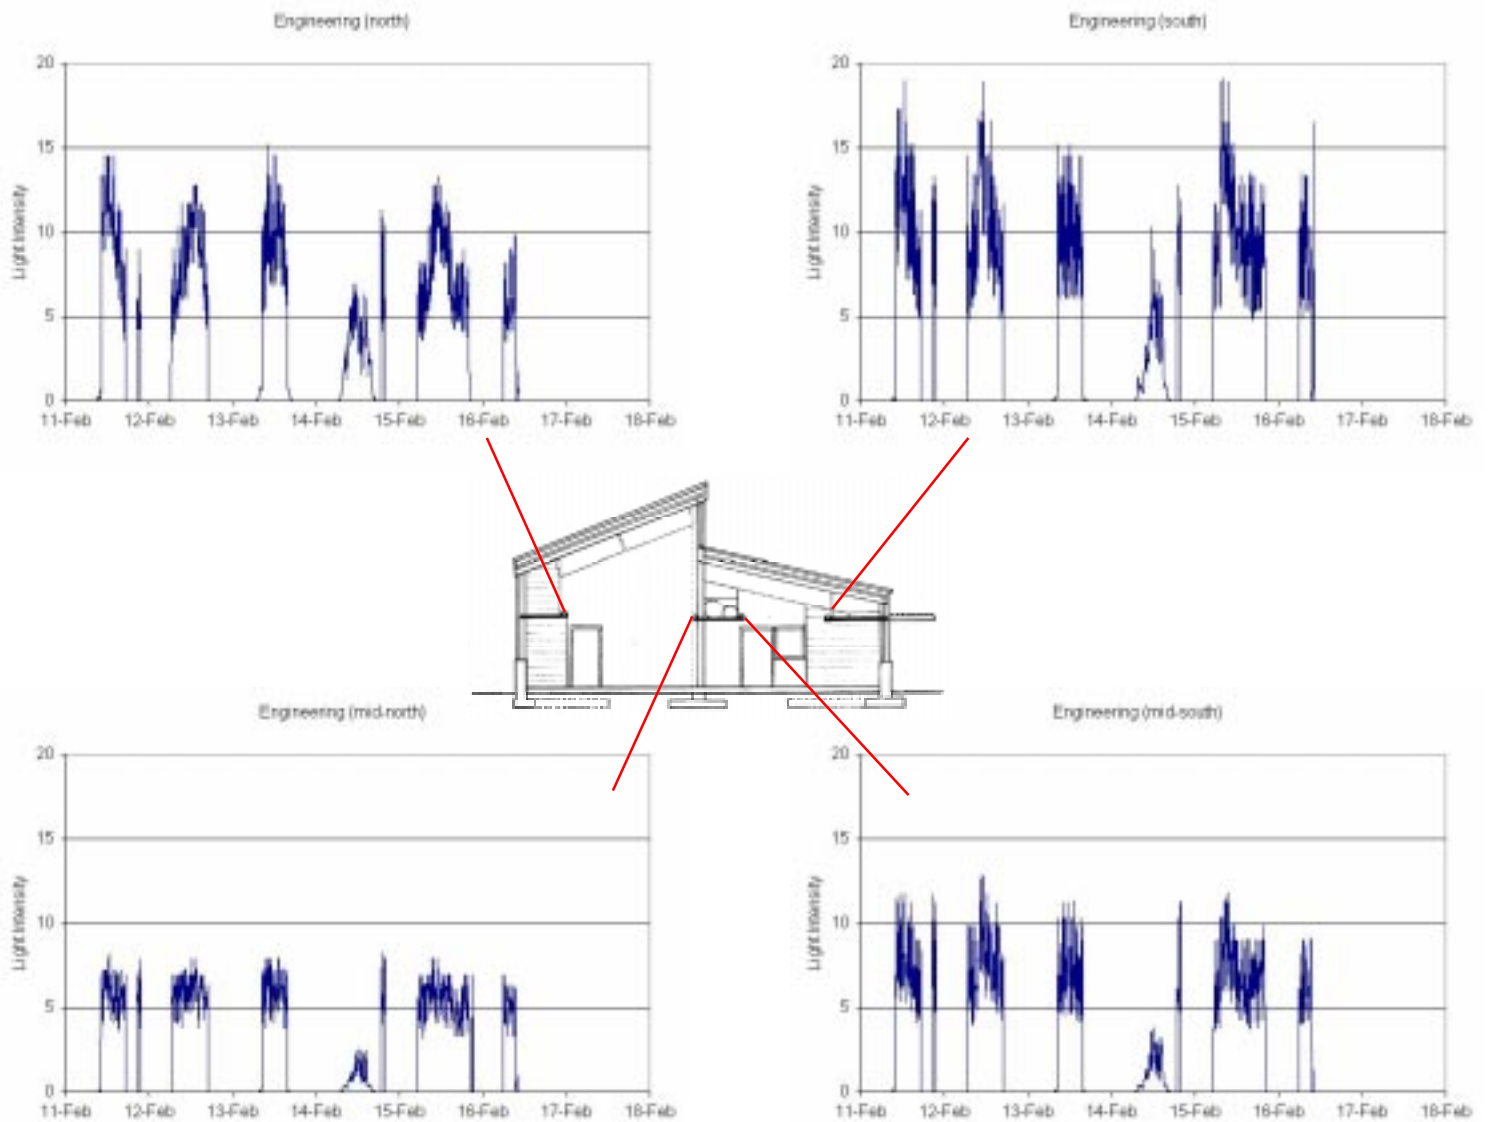 Engineering (north)
20
15
10
5
0
Light Intensity
11-Feb 12-Feb 13-Feb 14-Feb 15-Feb 16-Feb 17-Feb 18-Feb
Engineering (south)
20
15
10
5
0
Light Intensity
11-Feb 12-Feb 13-Feb 14-Feb 15-Feb 16-Feb 17-Feb 18-Feb
Engineering (mid-north)
20
15
10
5
0
Light Intensity
11-Feb 12-Feb 13-Feb 14-Feb 15-Feb 16-Feb 17-Feb 18-Feb
Engineering (mid-south)
20
15
10
5
0
Light Intensity
11-Feb 12-Feb 13-Feb 14-Feb 15-Feb 16-Feb 17-Feb 18-Feb